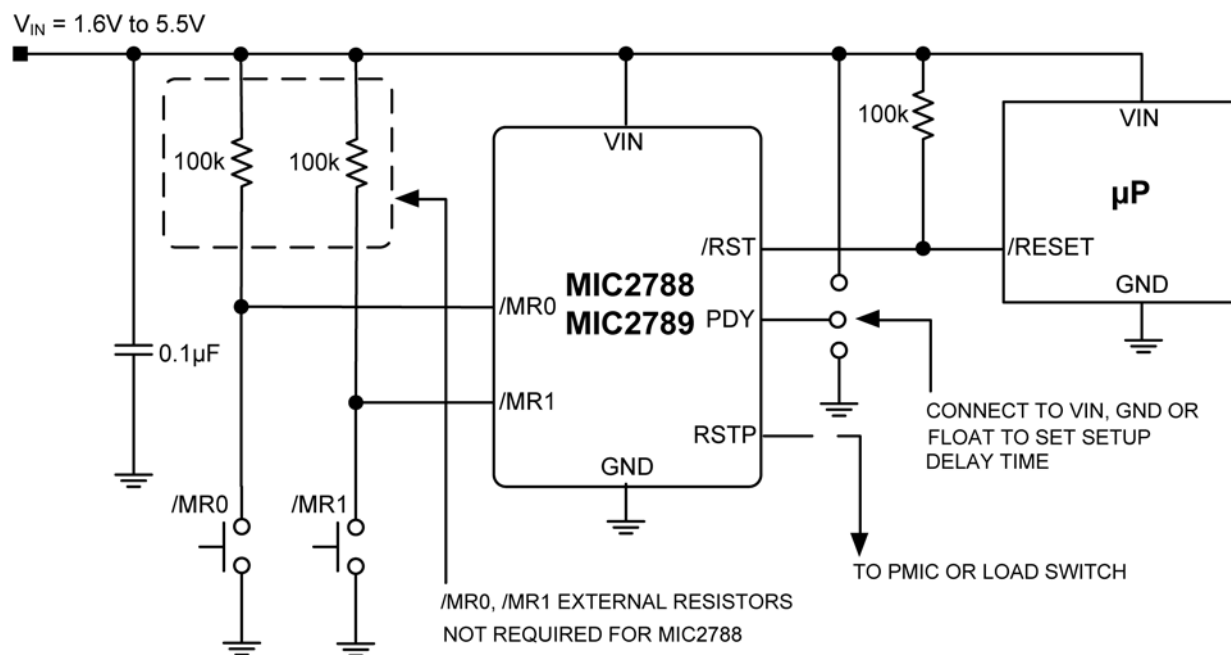 V_IN = 1.6V to 5.5V
100k
100k
100k
VIN
VIN
µP
/RST
/RESET
GND
MIC2788
MIC2789
/MR0
PDY
0.1µF
/MR1
CONNECT TO VIN, GND OR
FLOAT TO SET SETUP
DELAY TIME
RSTP
GND
/MR0
/MR1
TO PMIC OR LOAD SWITCH
/MR0, /MR1 EXTERNAL RESISTORS
NOT REQUIRED FOR MIC2788